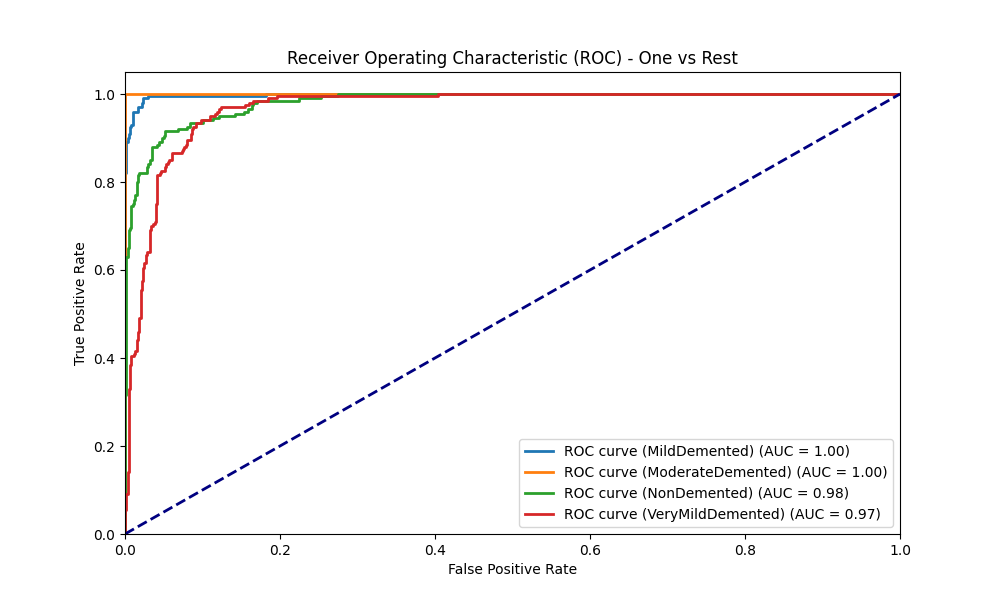 Receiver Operating Characteristic (ROC) - One vs Rest
True Positive Rate
1.0
0.8
0.6
0.4
0.2
0.0
0.0 0.2 0.4 0.6 0.8 1.0
False Positive Rate
ROC curve (MildDemented) (AUC = 1.00)
ROC curve (ModerateDemented) (AUC = 1.00)
ROC curve (NonDemented) (AUC = 0.98)
ROC curve (VeryMildDemented) (AUC = 0.97)